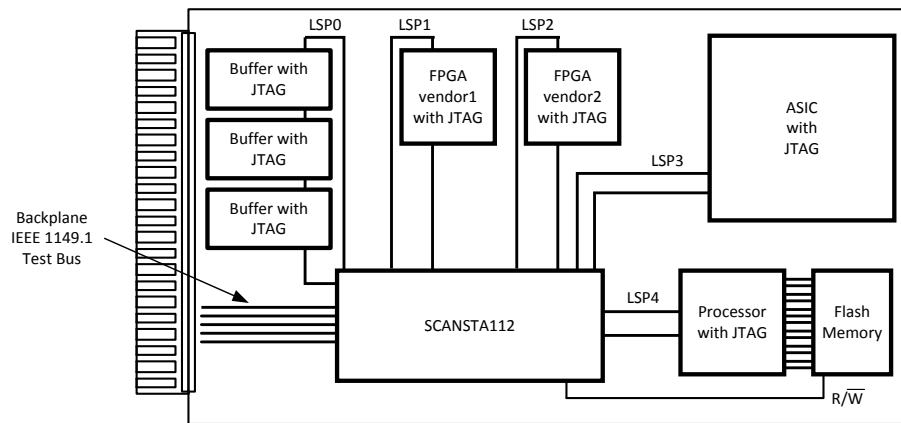 LSP0
LSP1
LSP2
Buffer with
JTAG
Buffer with
JTAG
Buffer with
JTAG
FPGA
vendor1
with JTAG
FPGA
vendor2
with JTAG
ASIC
with
JTAG
LSP3
Backplane
IEEE 1149.1
Test Bus
SCANSTA112
LSP4
Processor
with JTAG
Flash
Memory
R/W̅